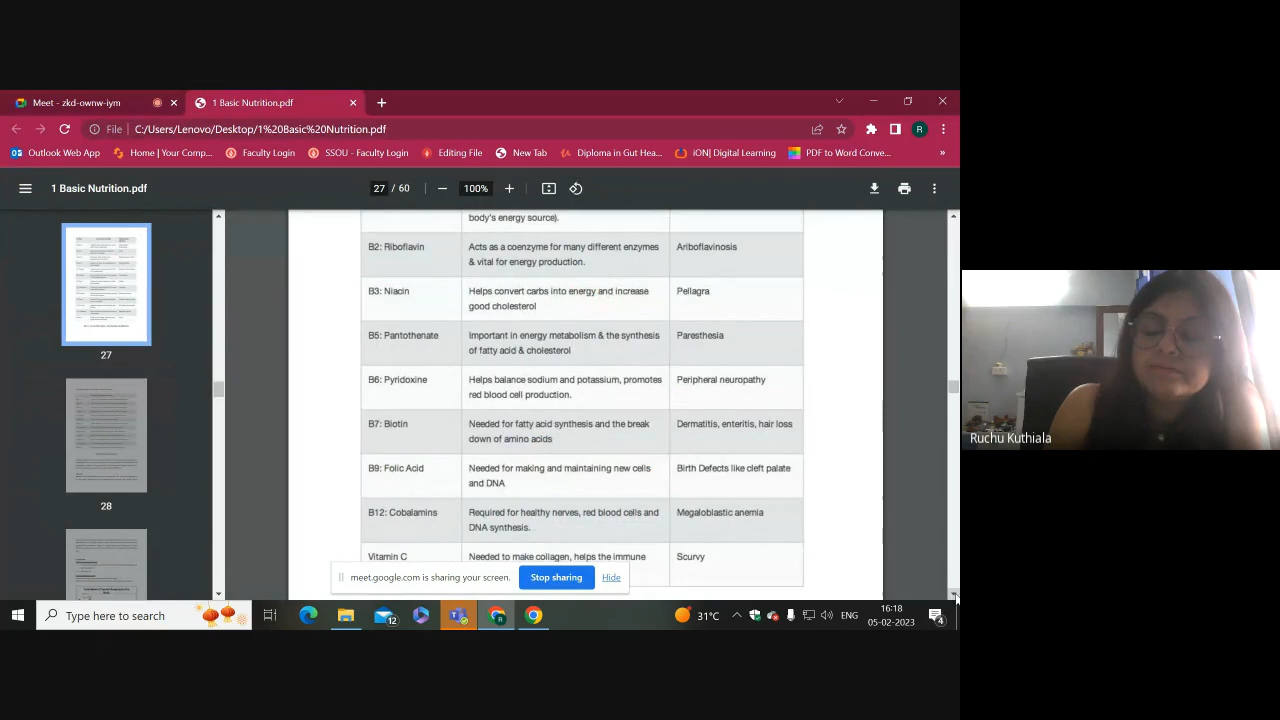 Meet - zkd-ownw-iym
1 Basic Nutrition.pdf
File
C:/Users/Lenovo/Desktop/1%20Basic%20Nutrition.pdf
R
Outlook Web App
Home | Your Comp...
Faculty Login
SSOU - Faculty Login
Editing File
New Tab
Diploma in Gut Hea...
iON| Digital Learning
PDF to Word Conve...
»
1 Basic Nutrition.pdf
27 / 60
100%
27
28
body's energy source).
B2: Riboflavin
Acts as a coenzyme for many different enzymes
& vital for energy production.
Ariboflavinosis
B3: Niacin
Helps convert carbs into energy and increase
good cholesterol
Pellagra
B5: Pantothenate
Important in energy metabolism & the synthesis
of fatty acid & cholesterol
Paresthesia
B6: Pyridoxine
Helps balance sodium and potassium, promotes
red blood cell production.
Peripheral neuropathy
B7: Biotin
Needed for fatty acid synthesis and the break
down of amino acids
Dermatitis, enteritis, hair loss
B9: Folic Acid
Needed for making and maintaining new cells
and DNA
Birth Defects like cleft palate
B12: Cobalamins
Required for healthy nerves, red blood cells and
DNA synthesis.
Megaloblastic anemia
Vitamin C
Needed to make collagen, helps the immune
Scurvy
meet.google.com is sharing your screen.
Stop sharing
Hide
Ruchu Kuthiala
Type here to search
12
31°C
ENG
16:18
05-02-2023
4